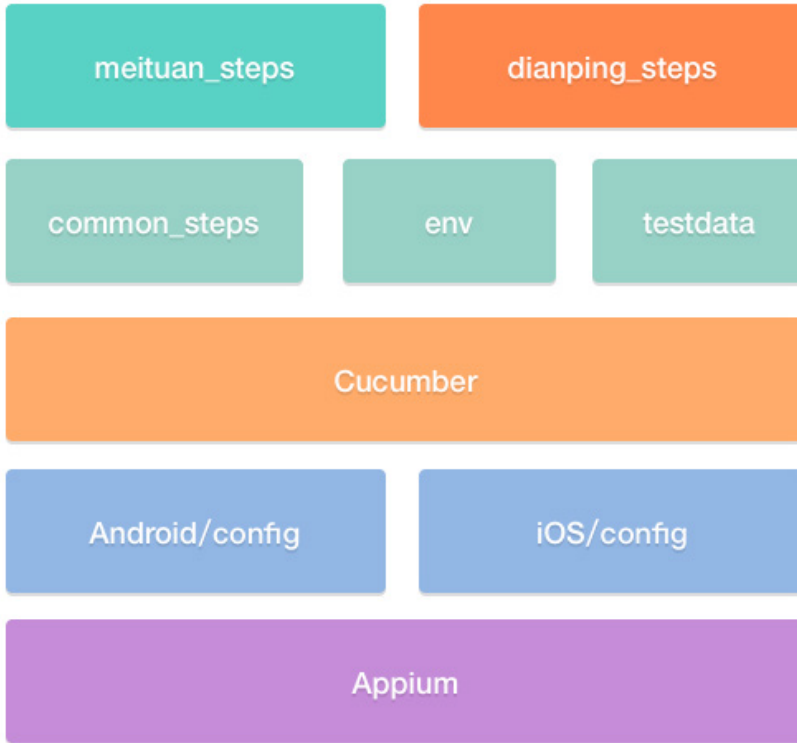 meituan_steps
dianping_steps
common_steps
env
testdata
Cucumber
Android/config
iOS/config
Appium